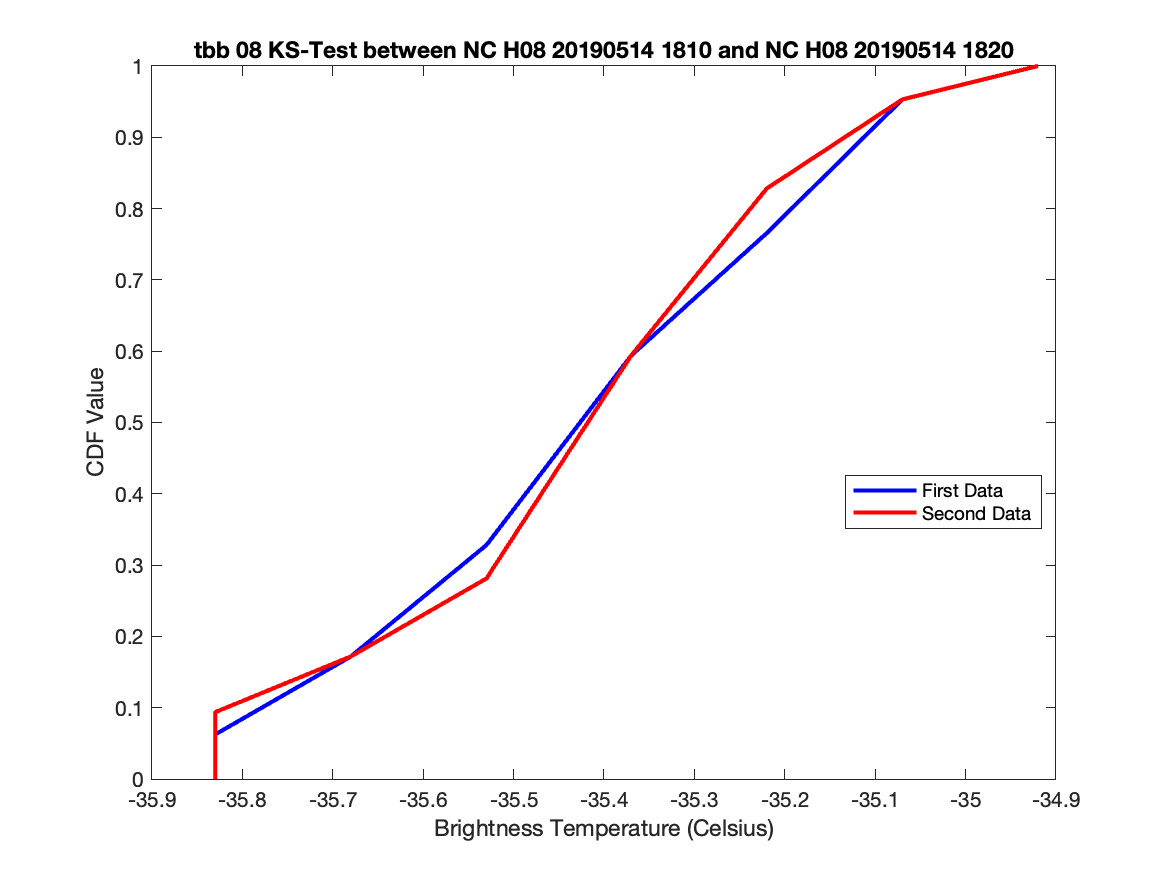 tbb 08 KS-Test between NC H08 20190514 1810 and NC H08 20190514 1820
1
0.9
0.8
0.7
0.6
0.5
0.4
0.3
0.2
0.1
0
CDF Value
First Data
Second Data
-35.9 -35.8 -35.7 -35.6 -35.5 -35.4 -35.3 -35.2 -35.1 -35 -34.9
Brightness Temperature (Celsius)